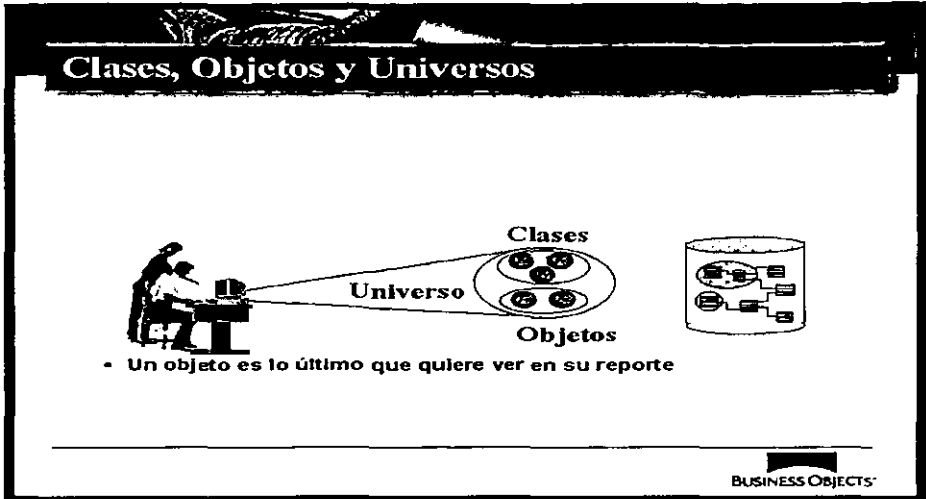 Clases, Objetos y Universos
Clases
Universo
Objetos
• Un objeto es lo último que quiere ver en su reporte
BUSINESS OBJECTS